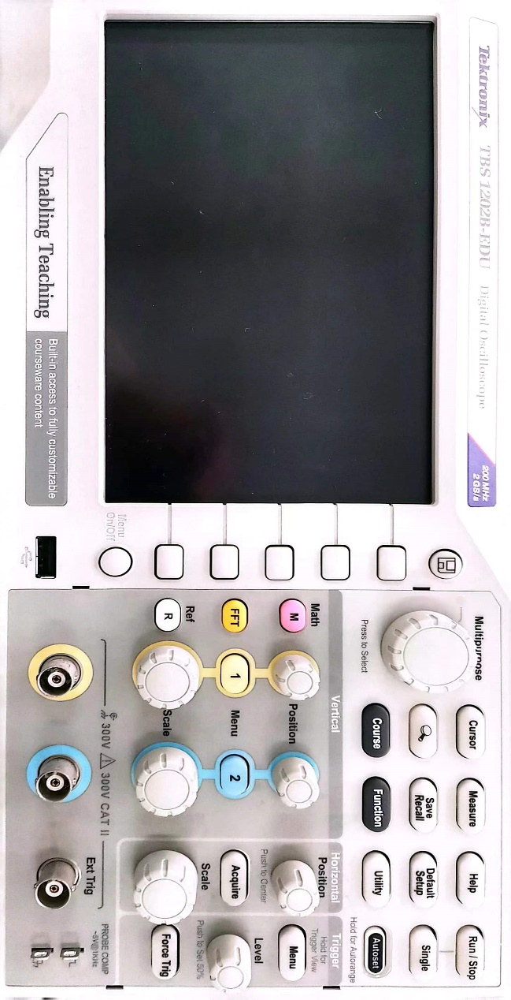 Tektronix TBS 1202B-EDU Digital Oscilloscope
200 MHz
2 GS/s
Multipurpose
Press to Select
Cursor
Measure
Help
Run / Stop
Save
Recall
Default
Setup
Single
Course
Function
Utility
Autoset
Hold for Autorange
Vertical
Horizontal
Trigger
Hold for
Trigger View
Math
M
FFT
Ref
R
Position
1
Menu
2
Scale
Position
Push to Center
Acquire
Scale
Menu
Level
Push to Set 50%
Force Trig
Menu
On/Off
300V
300V CAT II
Ext Trig
PROBE COMP
~5V@1KHz
Enabling Teaching
Built-in access to fully customizable
courseware content